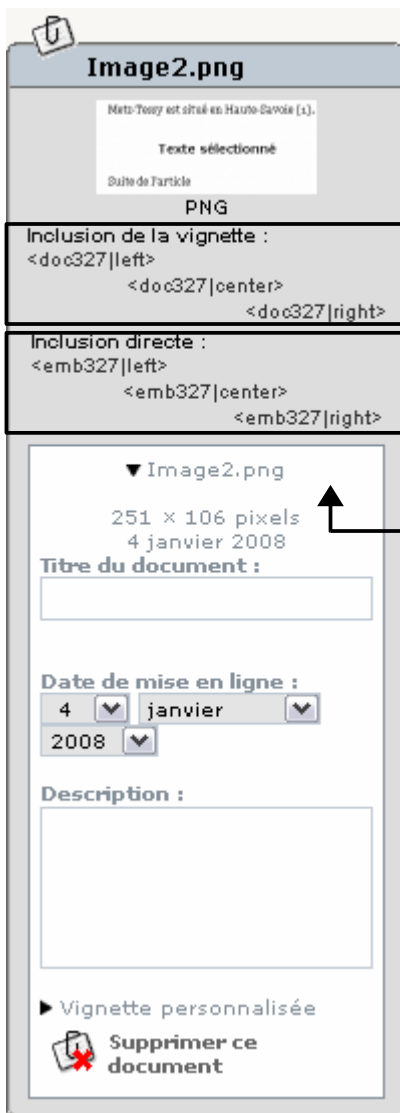 Image2.png
Metz-Tessy est situé en Haute-Savoie [1].
Texte sélectionné
Suite de l'article
PNG
Inclusion de la vignette :
<doc327|left>
<doc327|center>
<doc327|right>
Inclusion directe :
<emb327|left>
<emb327|center>
<emb327|right>
▼Image2.png
251 × 106 pixels
4 janvier 2008
Titre du document :
Date de mise en ligne :
4 janvier
2008
Description :
Vignette personnalisée
Supprimer ce
document